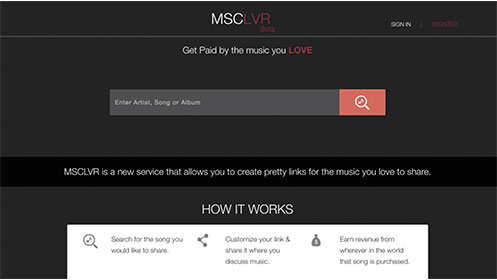 MSCLVR
beta
SIGN IN | REGISTER
Get Paid by the music you LOVE
Enter Artist, Song or Album
MSCLVR is a new service that allows you to create pretty links for the music you love to share.
HOW IT WORKS
Search for the song you
would like to share.
Customize your link &
share it where you
discuss music.
Earn revenue from
wherever in the world
that song is purchased.